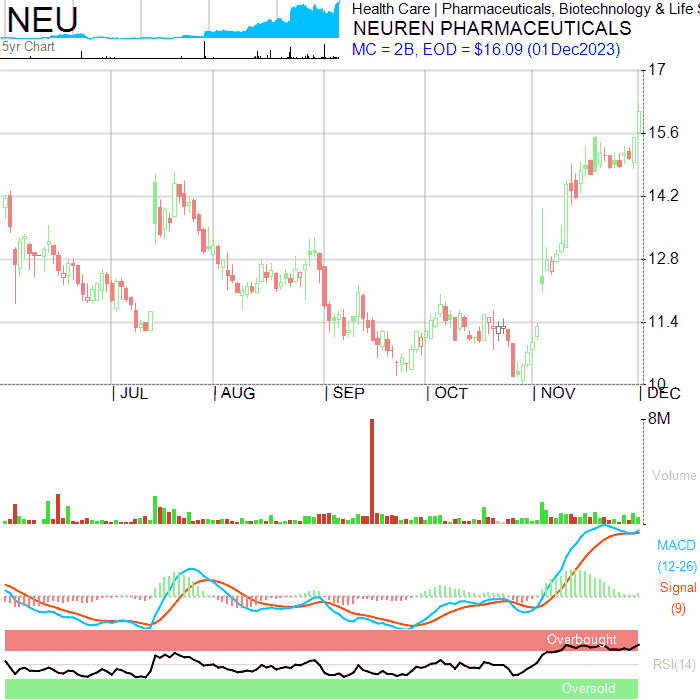 NEU
5yr Chart
Health Care | Pharmaceuticals, Biotechnology & Life S
NEUREN PHARMACEUTICALS
MC = 2B, EOD = $16.09 (01Dec2023)
17
15.6
14.2
12.8
11.4
10
| JUL | AUG | SEP | OCT | NOV | DEC
8M
Volume
MACD
(12-26)
Signal
(9)
Overbought
RSI(14)
Oversold